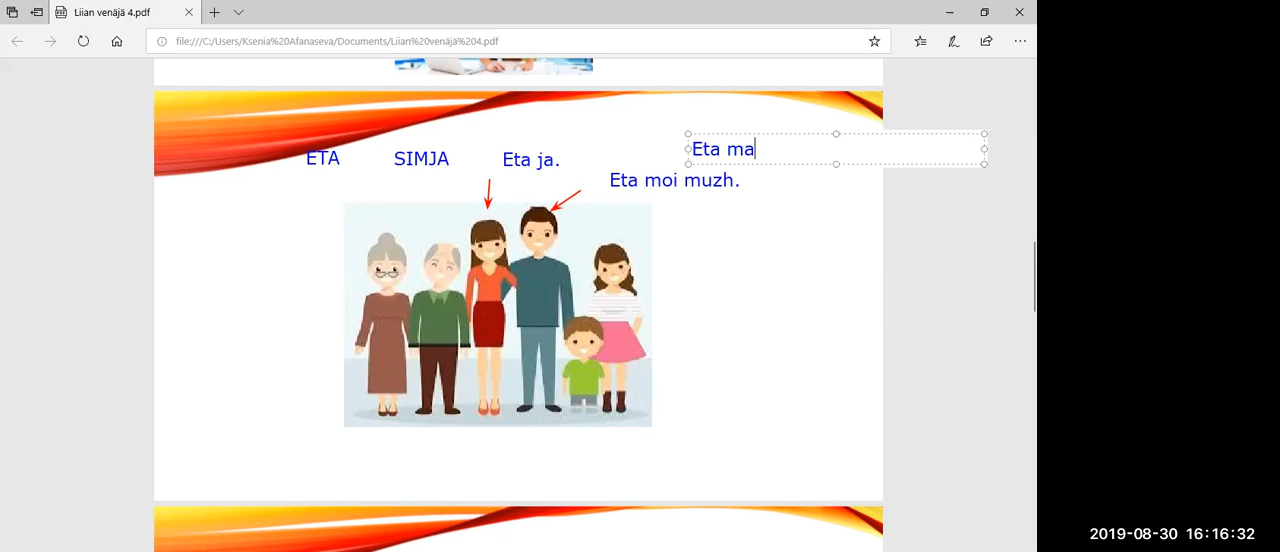 Liian venäjä 4.pdf
file:///C:/Users/Ksenia%20Afanaseva/Documents/Liian%20venäjä%204.pdf
ETA SIMJA Eta ja.
Eta ma
Eta moi muzh.
2019-08-30 16:16:32